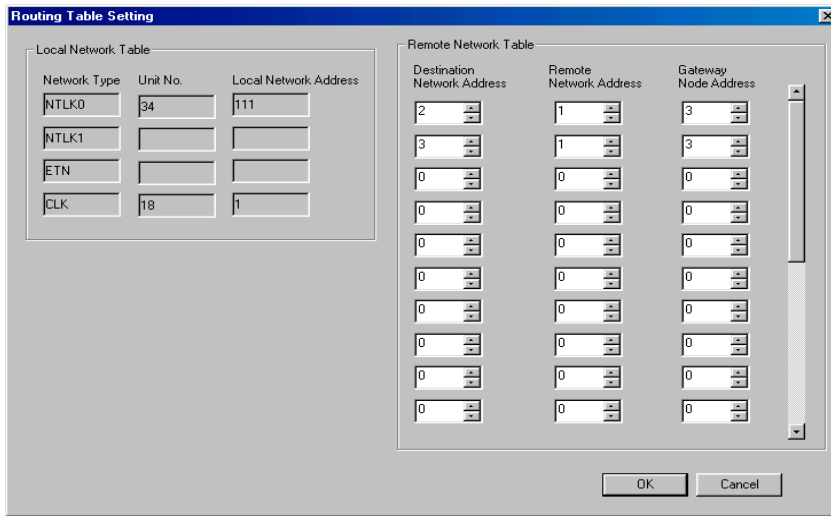 Routing Table Setting
Local Network Table
Network Type Unit No. Local Network Address
NTLK0 34 111
NTLK1
ETN
CLK 18 1
Remote Network Table
Destination Network Address Remote Network Address Gateway Node Address
2 1 3
3 1 3
0 0 0
0 0 0
0 0 0
0 0 0
0 0 0
0 0 0
0 0 0
0 0 0
OK Cancel